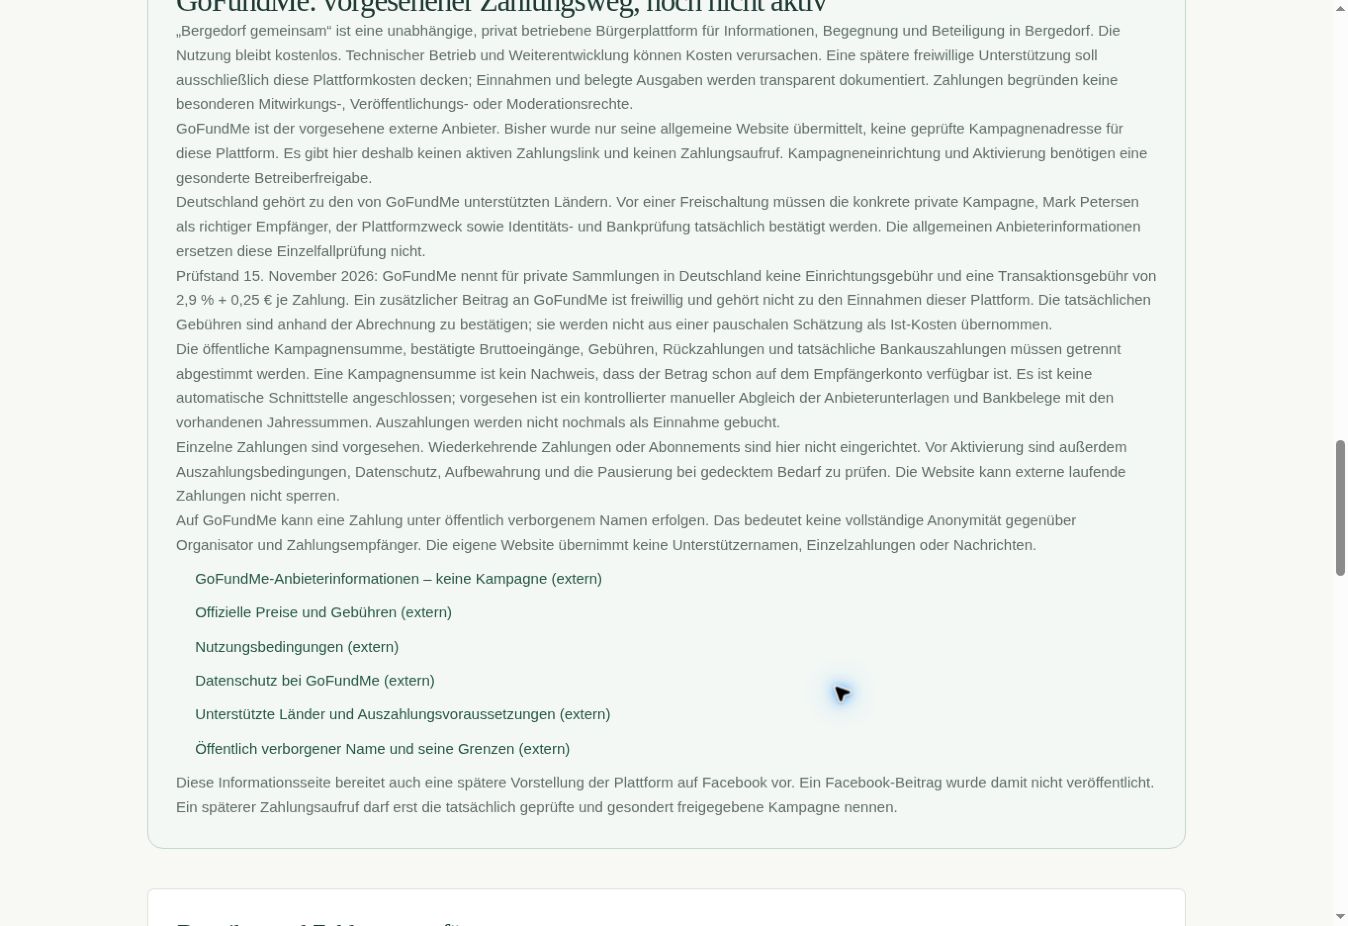 GoFundMe: vorgesehener Zahlungsweg, noch nicht aktiv
„Bergedorf gemeinsam“ ist eine unabhängige, privat betriebene Bürgerplattform für Informationen, Begegnung und Beteiligung in Bergedorf. Die
Nutzung bleibt kostenlos. Technischer Betrieb und Weiterentwicklung können Kosten verursachen. Eine spätere freiwillige Unterstützung soll
ausschließlich diese Plattformkosten decken; Einnahmen und belegte Ausgaben werden transparent dokumentiert. Zahlungen begründen keine
besonderen Mitwirkungs-, Veröffentlichungs- oder Moderationsrechte.
GoFundMe ist der vorgesehene externe Anbieter. Bisher wurde nur seine allgemeine Website übermittelt, keine geprüfte Kampagnenadresse für
diese Plattform. Es gibt hier deshalb keinen aktiven Zahlungslink und keinen Zahlungsaufruf. Kampagneneinrichtung und Aktivierung benötigen eine
gesonderte Betreiberfreigabe.
Deutschland gehört zu den von GoFundMe unterstützten Ländern. Vor einer Freischaltung müssen die konkrete private Kampagne, Mark Petersen
als richtiger Empfänger, der Plattformzweck sowie Identitäts- und Bankprüfung tatsächlich bestätigt werden. Die allgemeinen Anbieterinformationen
ersetzen diese Einzelfallprüfung nicht.
Prüfstand 15. November 2026: GoFundMe nennt für private Sammlungen in Deutschland keine Einrichtungsgebühr und eine Transaktionsgebühr von
2,9 % + 0,25 € je Zahlung. Ein zusätzlicher Beitrag an GoFundMe ist freiwillig und gehört nicht zu den Einnahmen dieser Plattform. Die tatsächlichen
Gebühren sind anhand der Abrechnung zu bestätigen; sie werden nicht aus einer pauschalen Schätzung als Ist-Kosten übernommen.
Die öffentliche Kampagnensumme, bestätigte Bruttoeingänge, Gebühren, Rückzahlungen und tatsächliche Bankauszahlungen müssen getrennt
abgestimmt werden. Eine Kampagnensumme ist kein Nachweis, dass der Betrag schon auf dem Empfängerkonto verfügbar ist. Es ist keine
automatische Schnittstelle angeschlossen; vorgesehen ist ein kontrollierter manueller Abgleich der Anbieterunterlagen und Bankbelege mit den
vorhandenen Jahressummen. Auszahlungen werden nicht nochmals als Einnahme gebucht.
Einzelne Zahlungen sind vorgesehen. Wiederkehrende Zahlungen oder Abonnements sind hier nicht eingerichtet. Vor Aktivierung sind außerdem
Auszahlungsbedingungen, Datenschutz, Aufbewahrung und die Pausierung bei gedecktem Bedarf zu prüfen. Die Website kann externe laufende
Zahlungen nicht sperren.
Auf GoFundMe kann eine Zahlung unter öffentlich verborgenem Namen erfolgen. Das bedeutet keine vollständige Anonymität gegenüber
Organisator und Zahlungsempfänger. Die eigene Website übernimmt keine Unterstützernamen, Einzelzahlungen oder Nachrichten.
GoFundMe-Anbieterinformationen – keine Kampagne (extern)
Offizielle Preise und Gebühren (extern)
Nutzungsbedingungen (extern)
Datenschutz bei GoFundMe (extern)
Unterstützte Länder und Auszahlungsvoraussetzungen (extern)
Öffentlich verborgener Name und seine Grenzen (extern)
Diese Informationsseite bereitet auch eine spätere Vorstellung der Plattform auf Facebook vor. Ein Facebook-Beitrag wurde damit nicht veröffentlicht.
Ein späterer Zahlungsaufruf darf erst die tatsächlich geprüfte und gesondert freigegebene Kampagne nennen.